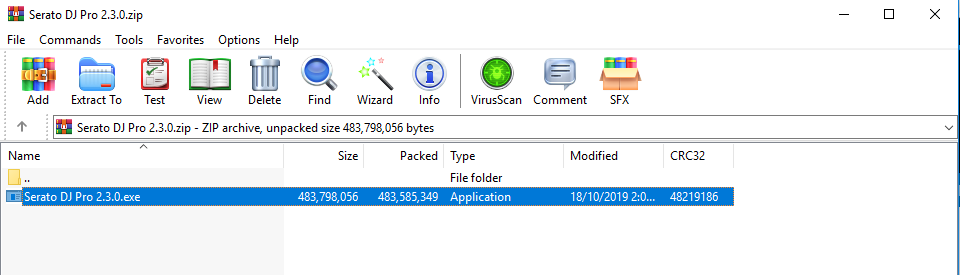 Serato DJ Pro 2.3.0.zip
File Commands Tools Favorites Options Help
Add Extract To Test View Delete Find Wizard Info VirusScan Comment SFX
Serato DJ Pro 2.3.0.zip - ZIP archive, unpacked size 483,798,056 bytes
Name Size Packed Type Modified CRC32
.. File folder
Serato DJ Pro 2.3.0.exe 483,798,056 483,585,349 Application 18/10/2019 2:0... 48219186